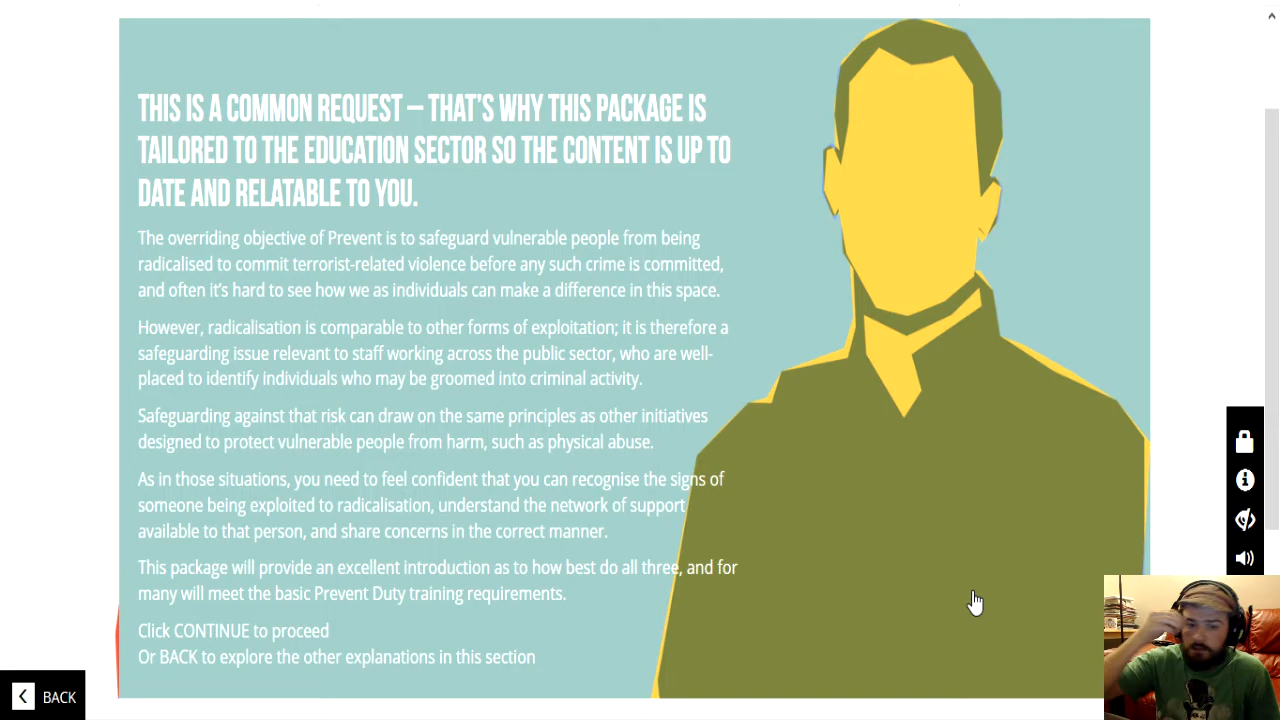 THIS IS A COMMON REQUEST – THAT'S WHY THIS PACKAGE IS
TAILORED TO THE EDUCATION SECTOR SO THE CONTENT IS UP TO
DATE AND RELATABLE TO YOU.
The overriding objective of Prevent is to safeguard vulnerable people from being
radicalised to commit terrorist-related violence before any such crime is committed,
and often it's hard to see how we as individuals can make a difference in this space.
However, radicalisation is comparable to other forms of exploitation; it is therefore a
safeguarding issue relevant to staff working across the public sector, who are well-
placed to identify individuals who may be groomed into criminal activity.
Safeguarding against that risk can draw on the same principles as other initiatives
designed to protect vulnerable people from harm, such as physical abuse.
As in those situations, you need to feel confident that you can recognise the signs of
someone being exploited to radicalisation, understand the network of support
available to that person, and share concerns in the correct manner.
This package will provide an excellent introduction as to how best do all three, and for
many will meet the basic Prevent Duty training requirements.
Click CONTINUE to proceed
Or BACK to explore the other explanations in this section
BACK